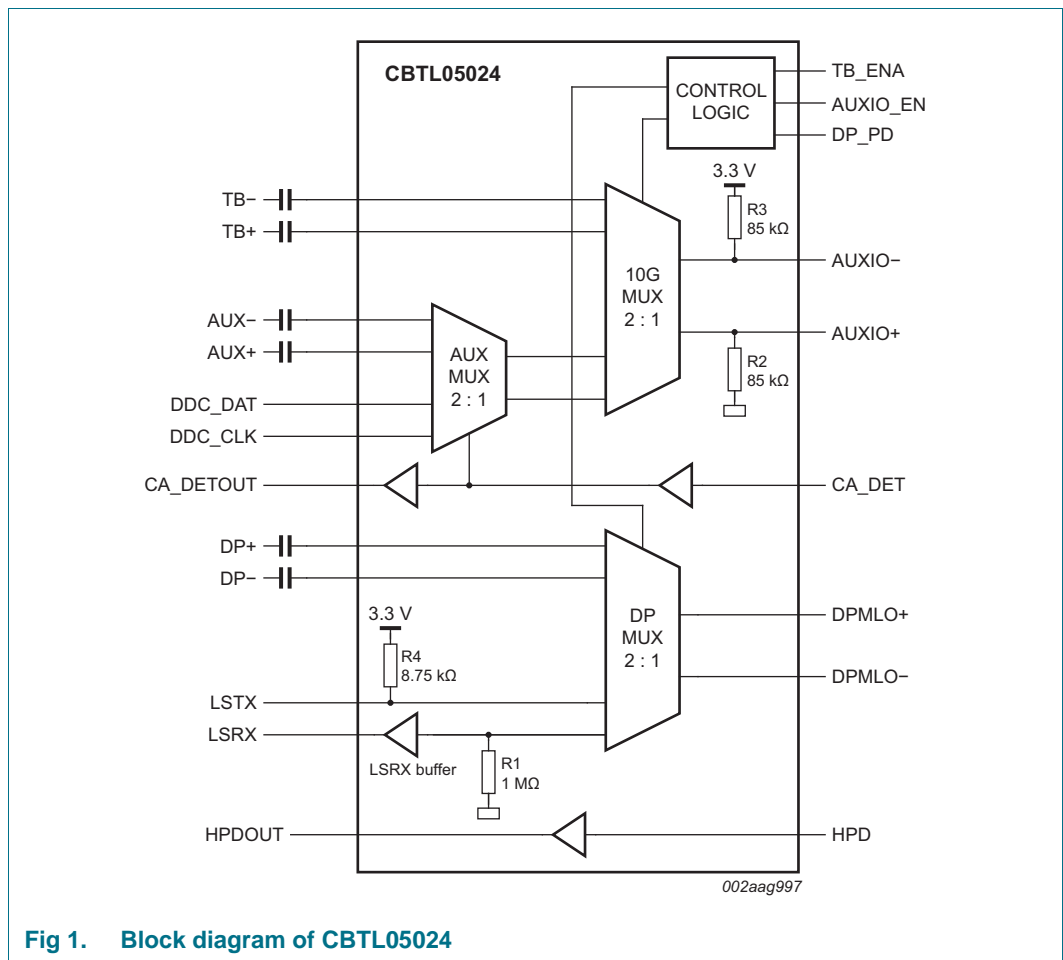 CBTL05024
CONTROL
LOGIC
TB_ENA
AUXIO_EN
DP_PD
3.3 V
R3
85 kΩ
TB−
TB+
10G
MUX
2 : 1
AUXIO−
AUXIO+
R2
85 kΩ
AUX−
AUX+
AUX
MUX
2 : 1
DDC_DAT
DDC_CLK
CA_DETOUT
CA_DET
DP+
DP−
3.3 V
R4
8.75 kΩ
DP
MUX
2 : 1
DPMLO+
DPMLO−
LSTX
LSRX
LSRX buffer
R1
1 MΩ
HPDOUT
HPD
002aag997
Fig 1. Block diagram of CBTL05024